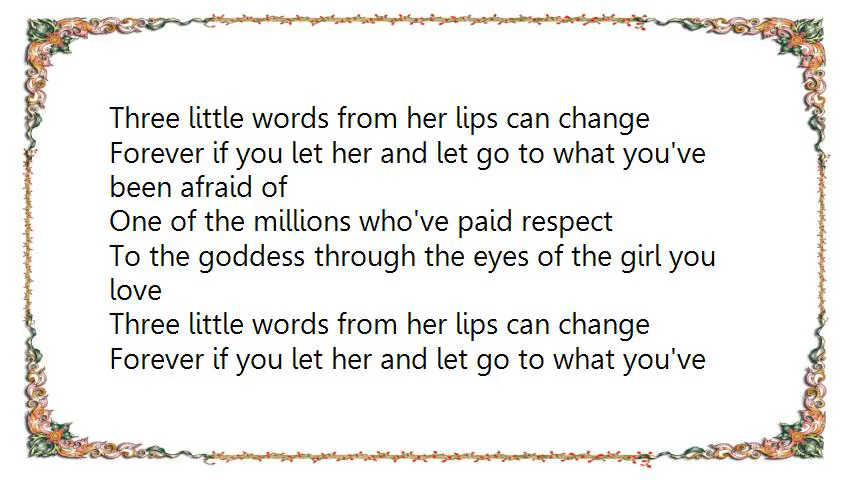 Three little words from her lips can change
Forever if you let her and let go to what you've
been afraid of
One of the millions who've paid respect
To the goddess through the eyes of the girl you
love
Three little words from her lips can change
Forever if you let her and let go to what you've